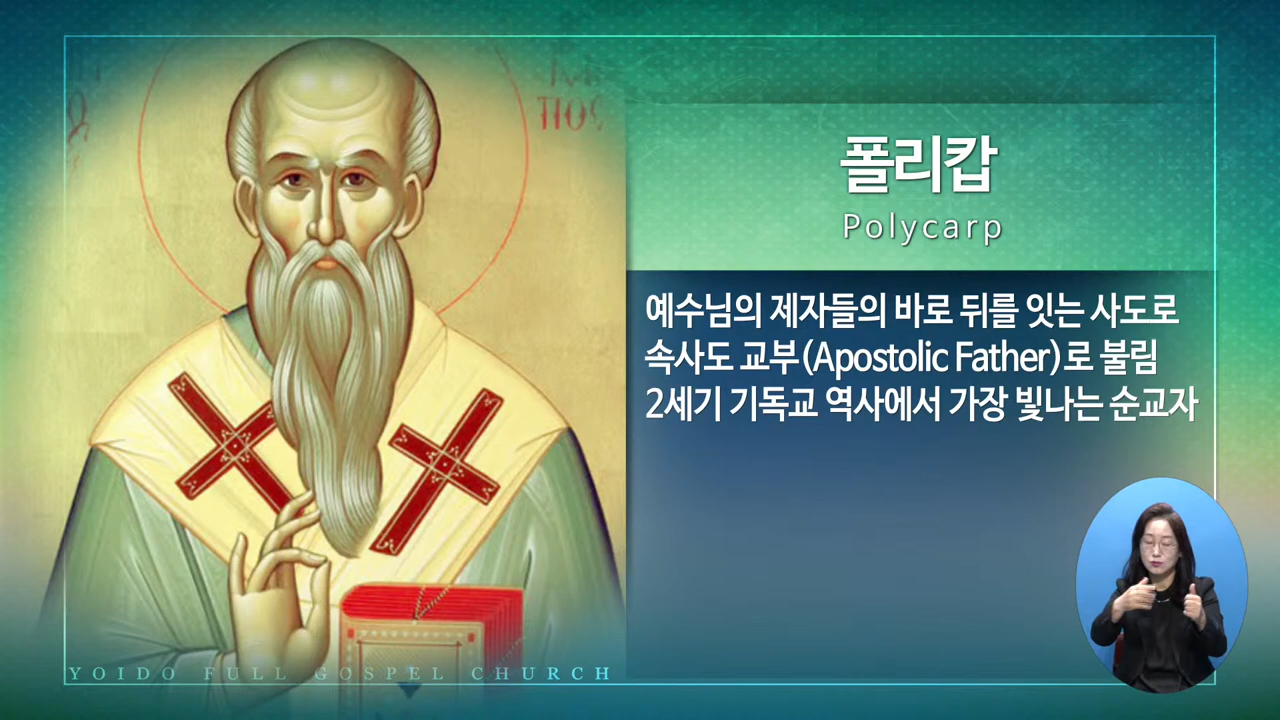 폴리캅
Polycarp
예수님의 제자들의 바로 뒤를 잇는 사도로
속사도 교부(Apostolic Father)로 불림
2세기 기독교 역사에서 가장 빛나는 순교자
YOIDO FULL GOSPEL CHURCH